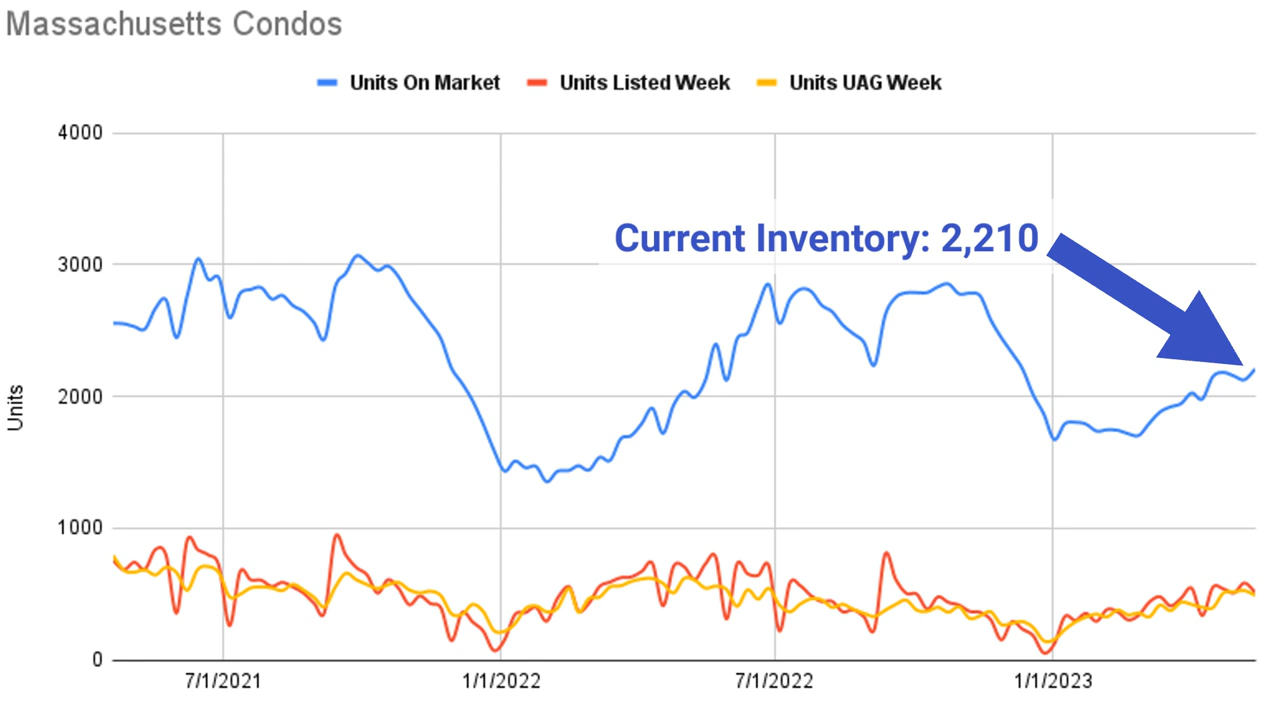 Massachusetts Condos
Units On Market Units Listed Week Units UAG Week
4000
Current Inventory: 2,210
3000
Units
2000
1000
0
7/1/2021 1/1/2022 7/1/2022 1/1/2023